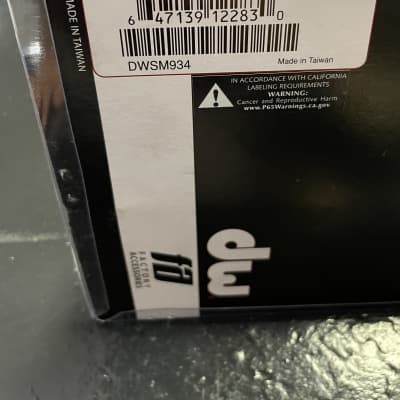 6 47139 12283 0
DWSM934
Made in Taiwan
MADE IN TAIWAN
IN ACCORDANCE WITH CALIFORNIA
LABELING REQUIREMENTS
WARNING:
Cancer and Reproductive Harm
www.P65Warnings.ca.gov
dw
fa
FACTORY
ACCESSORIES